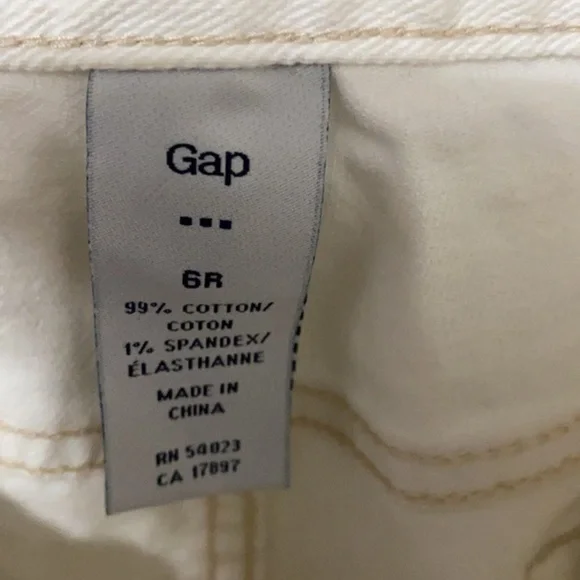 Gap
6R
99% COTTON/
COTON
1% SPANDEX/
ÉLASTHANNE
MADE IN
CHINA
RN 54023
CA 17897